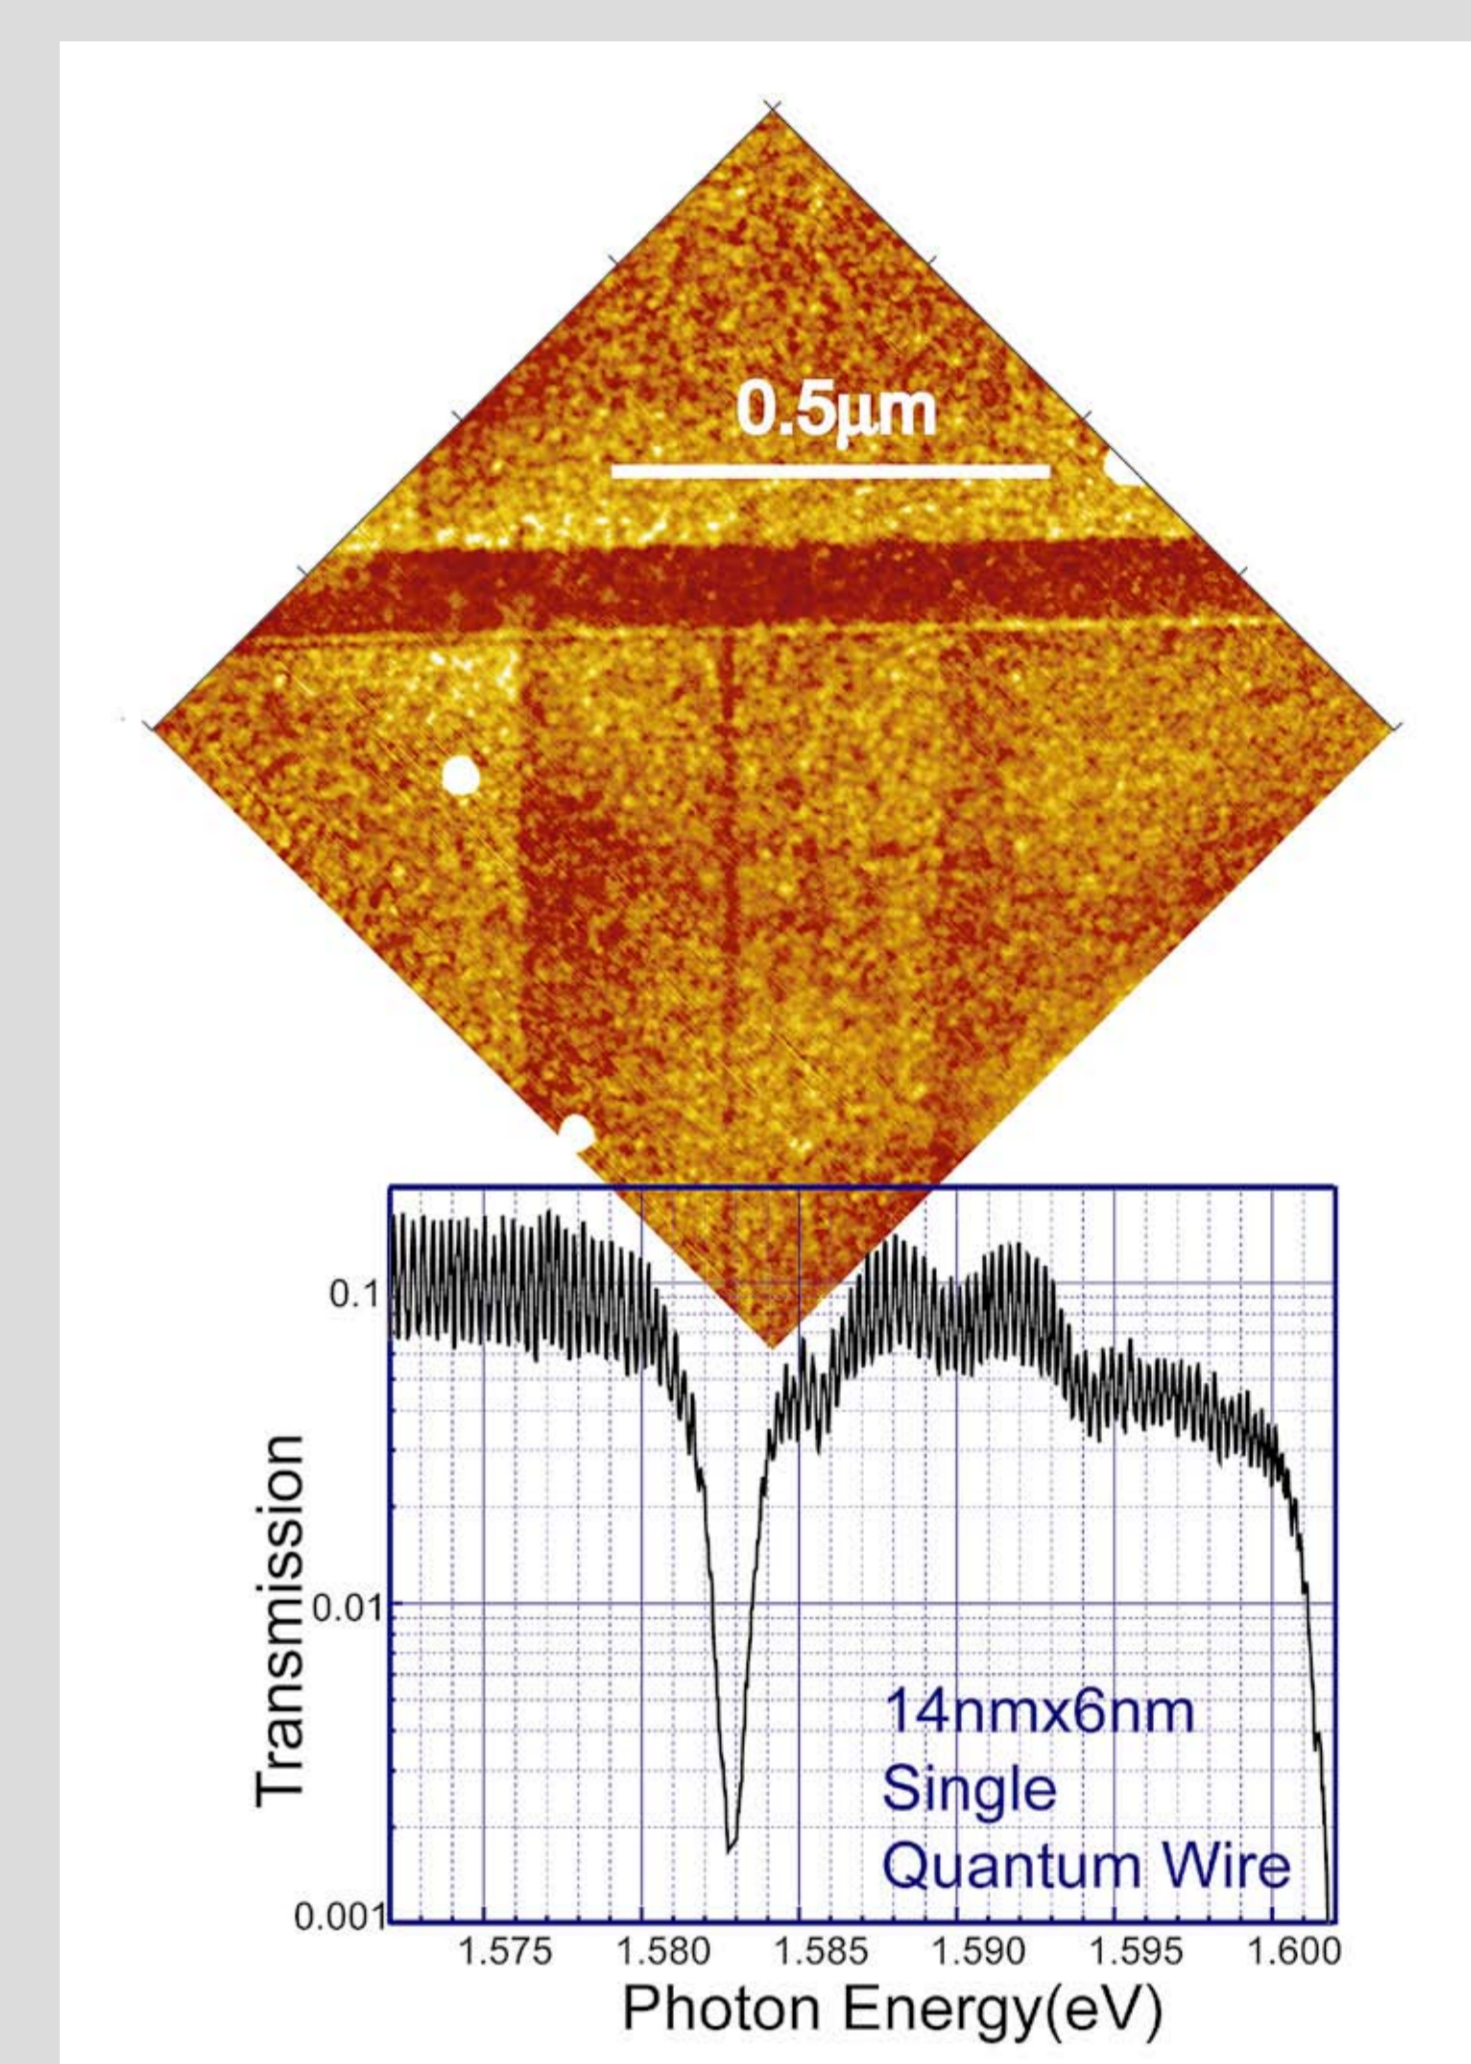 0.5μm
0.1
0.01
0.001
Transmission
14nmx6nm
Single
Quantum Wire
1.575 1.580 1.585 1.590 1.595 1.600
Photon Energy(eV)